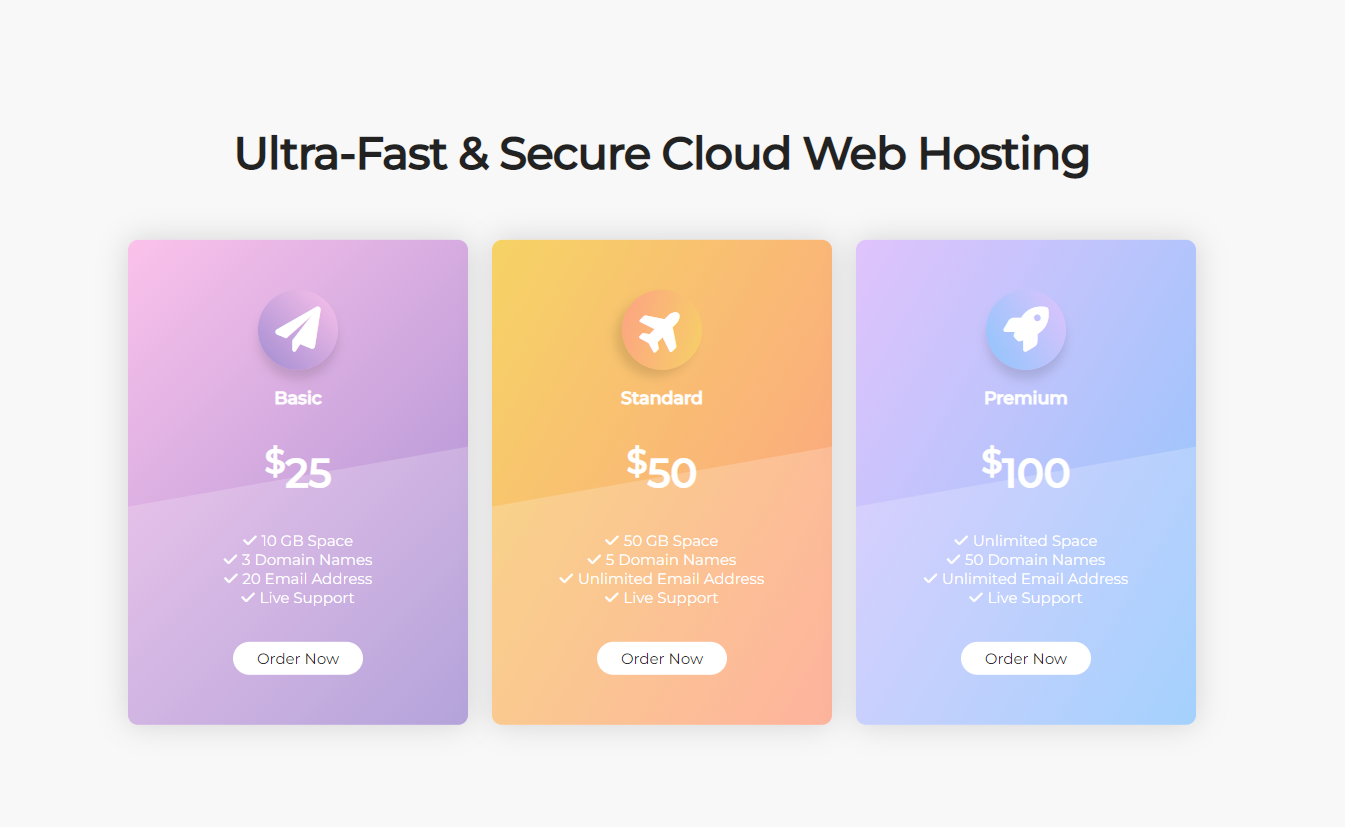 Ultra-Fast & Secure Cloud Web Hosting
Basic
$25
10 GB Space
3 Domain Names
20 Email Address
Live Support
Order Now
Standard
$50
50 GB Space
5 Domain Names
Unlimited Email Address
Live Support
Order Now
Premium
$100
Unlimited Space
50 Domain Names
Unlimited Email Address
Live Support
Order Now